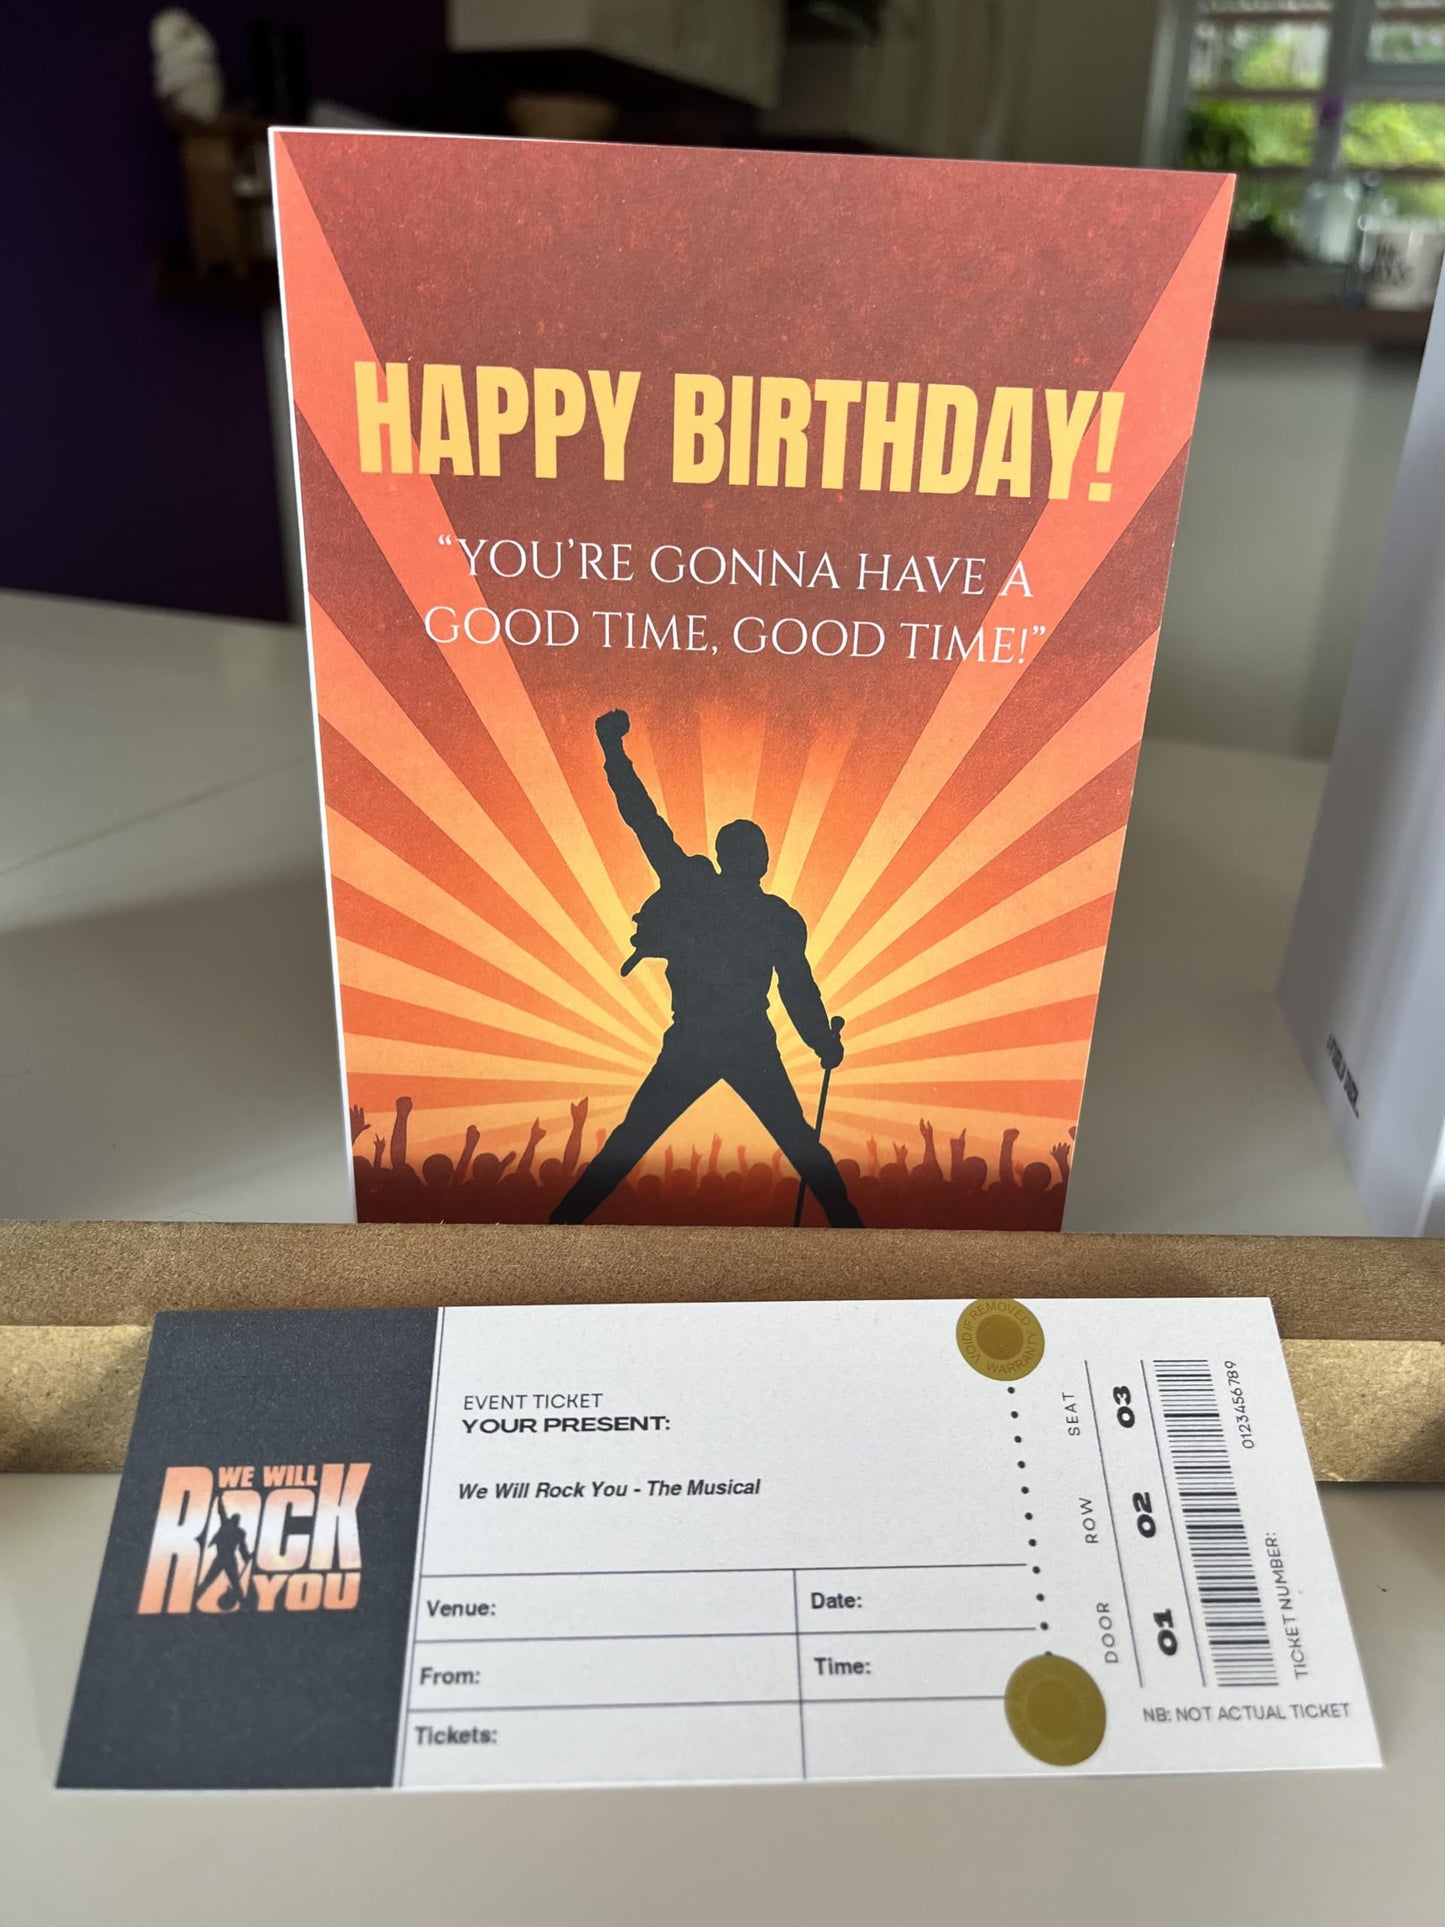 HAPPY BIRTHDAY!
“YOU’RE GONNA HAVE A
GOOD TIME, GOOD TIME!”
WE WILL
ROCK
YOU
EVENT TICKET
YOUR PRESENT:
We Will Rock You - The Musical
Venue:
Date:
From:
Time:
Tickets:
VOID IF REMOVED
WARRANTY
DOOR
ROW
SEAT
01
02
03
TICKET NUMBER:
0123456789
NB: NOT ACTUAL TICKET